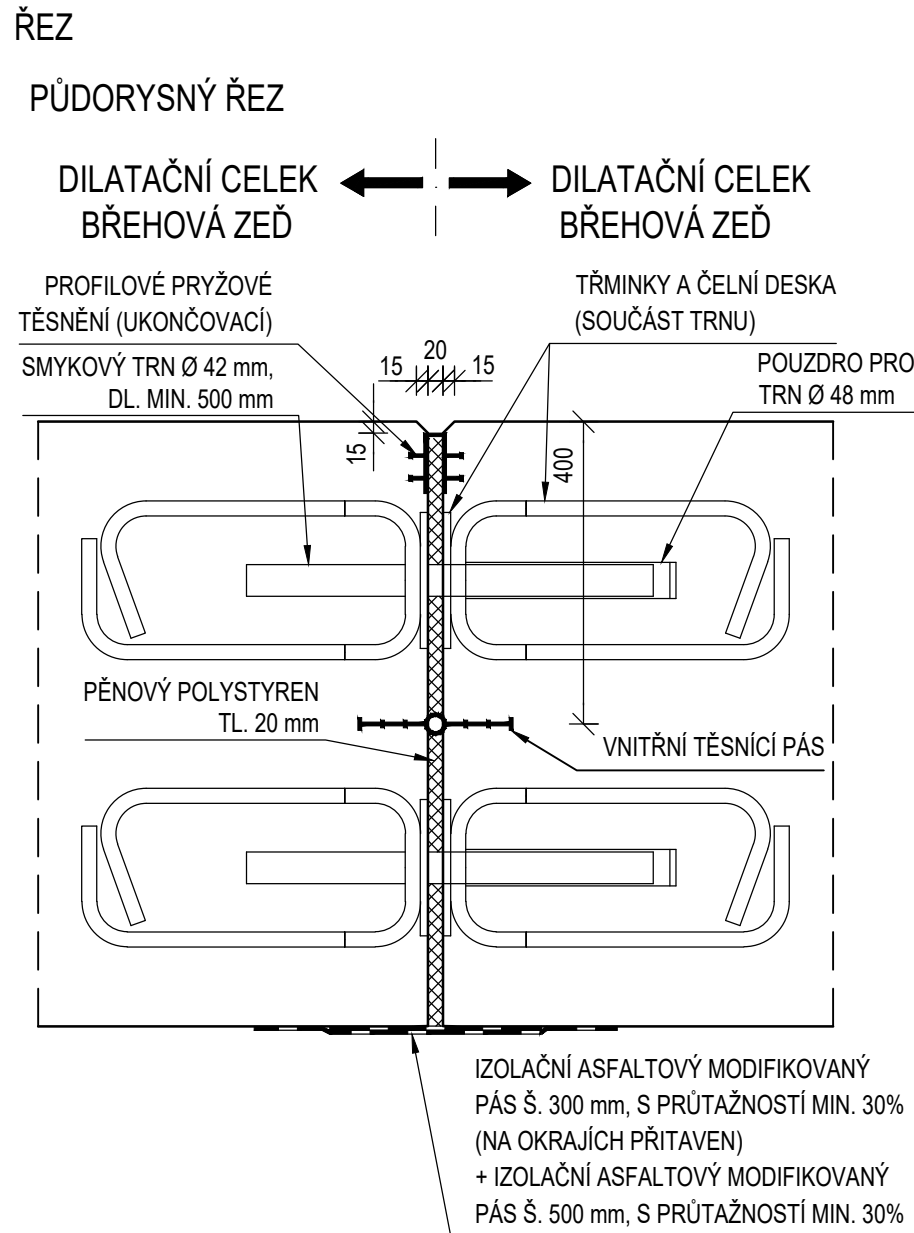 ŘEZ
PŮDORYSNÝ ŘEZ
DILATAČNÍ CELEK
BŘEHOVÁ ZEĎ
DILATAČNÍ CELEK
BŘEHOVÁ ZEĎ
PROFILOVÉ PRYŽOVÉ
TĚSNĚNÍ (UKONČOVACÍ)
TŘMINKY A ČELNÍ DESKA
(SOUČÁST TRNU)
SMYKOVÝ TRN Ø 42 mm,
DL. MIN. 500 mm
15 20 15
POUZDRO PRO
TRN Ø 48 mm
15
400
PĚNOVÝ POLYSTYREN
TL. 20 mm
VNITŘNÍ TĚSNÍCÍ PÁS
IZOLAČNÍ ASFALTOVÝ MODIFIKOVANÝ
PÁS Š. 300 mm, S PRŮTAŽNOSTÍ MIN. 30%
(NA OKRAJÍCH PŘITAVEN)
+ IZOLAČNÍ ASFALTOVÝ MODIFIKOVANÝ
PÁS Š. 500 mm, S PRŮTAŽNOSTÍ MIN. 30%